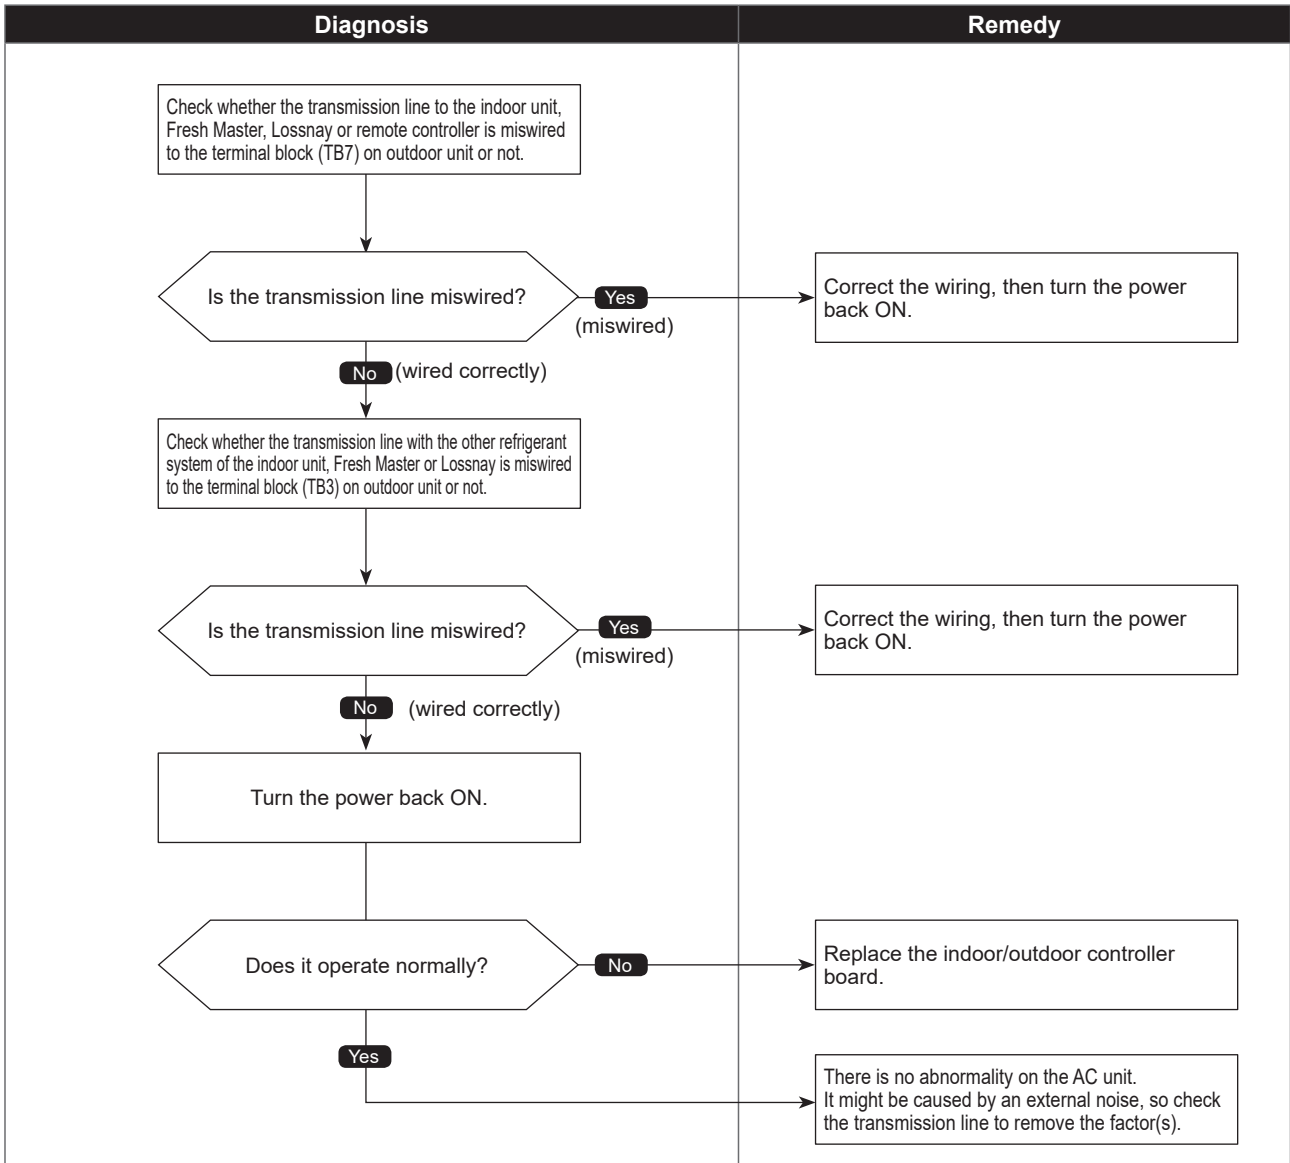 Diagnosis
Remedy
Check whether the transmission line to the indoor unit,
Fresh Master, Lossnay or remote controller is miswired
to the terminal block (TB7) on outdoor unit or not.
Is the transmission line miswired?
Yes
(miswired)
Correct the wiring, then turn the power
back ON.
No (wired correctly)
Check whether the transmission line with the other refrigerant
system of the indoor unit, Fresh Master or Lossnay is miswired
to the terminal block (TB3) on outdoor unit or not.
Is the transmission line miswired?
Yes
(miswired)
Correct the wiring, then turn the power
back ON.
No (wired correctly)
Turn the power back ON.
Does it operate normally?
No
Replace the indoor/outdoor controller
board.
Yes
There is no abnormality on the AC unit.
It might be caused by an external noise, so check
the transmission line to remove the factor(s).